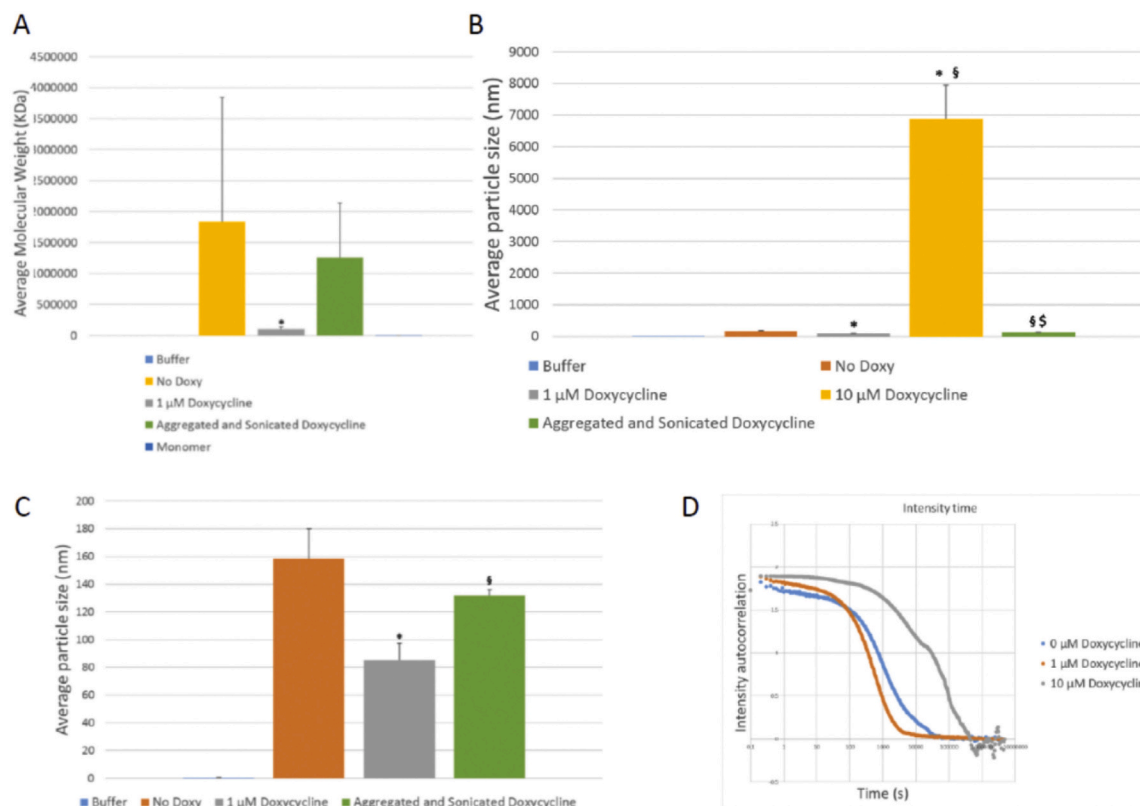 A
Average Molecular Weight (KDa)
4500000
4000000
3500000
3000000
2500000
2000000
1500000
1000000
500000
0
*
Buffer
No Doxy
1 µM Doxycycline
Aggregated and Sonicated Doxycycline
Monomer
B
Average particle size (nm)
9000
8000
7000
6000
5000
4000
3000
2000
1000
0
*
* §
§ $
Buffer
No Doxy
1 µM Doxycycline
10 µM Doxycycline
Aggregated and Sonicated Doxycycline
C
Average particle size (nm)
200
180
160
140
120
100
80
60
40
20
0
*
§
Buffer No Doxy 1 µM Doxycycline Aggregated and Sonicated Doxycycline
D
Intensity time
Intensity autocorrelation
0 µM Doxycycline
1 µM Doxycycline
10 µM Doxycycline
Time (s)